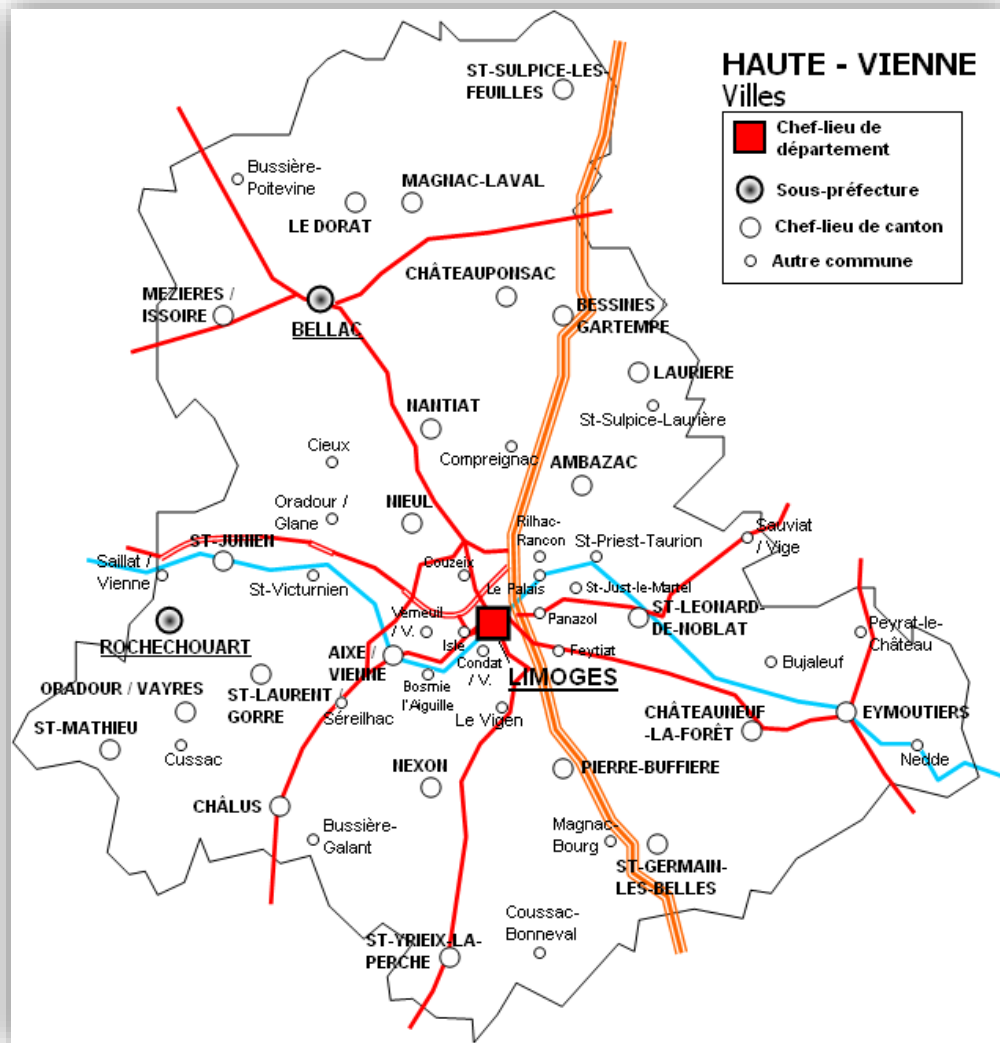 HAUTE - VIENNE
Villes
Chef-lieu de
département
Sous-préfecture
Chef-lieu de canton
Autre commune
ST-SULPICE-LES-
FEUILLES
Bussière-
Poitevine
MAGNAC-LAVAL
LE DORAT
CHÂTEAUPONSAC
MEZIERES /
ISSOIRE
BELLAC
BESSINES /
GARTEMPE
LAURIERE
St-Sulpice-Laurière
NANTIAT
Cieux
Compreignac
AMBAZAC
Oradour /
Glane
NIEUL
Rilhac-
Rancon
ST-JUNIEN
Saillat /
Vienne
St-Victurnien
Couzeix
St-Priest-Taurion
Sauviat
/ Vige
Le Palais
St-Just-le-Martel
Verneuil
/ V.
Isle
Panazol
ST-LEONARD-
DE-NOBLAT
Peyrat-le-
Château
ROCHECHOUART
AIXE /
VIENNE
Condat
/ V.
Feytiat
Bujaleuf
LIMOGES
Bosmie
l'Aiguille
ORADOUR / VAYRES
ST-LAURENT /
GORRE
Séreilhac
Le Vigen
CHÂTEAUNEUF
-LA-FORÊT
EYMOUTIERS
ST-MATHIEU
Cussac
Nedde
NEXON
PIERRE-BUFFIERE
CHÂLUS
Bussière-
Galant
Magnac-
Bourg
ST-GERMAIN-
LES-BELLES
Coussac-
Bonneval
ST-YRIEIX-LA-
PERCHE